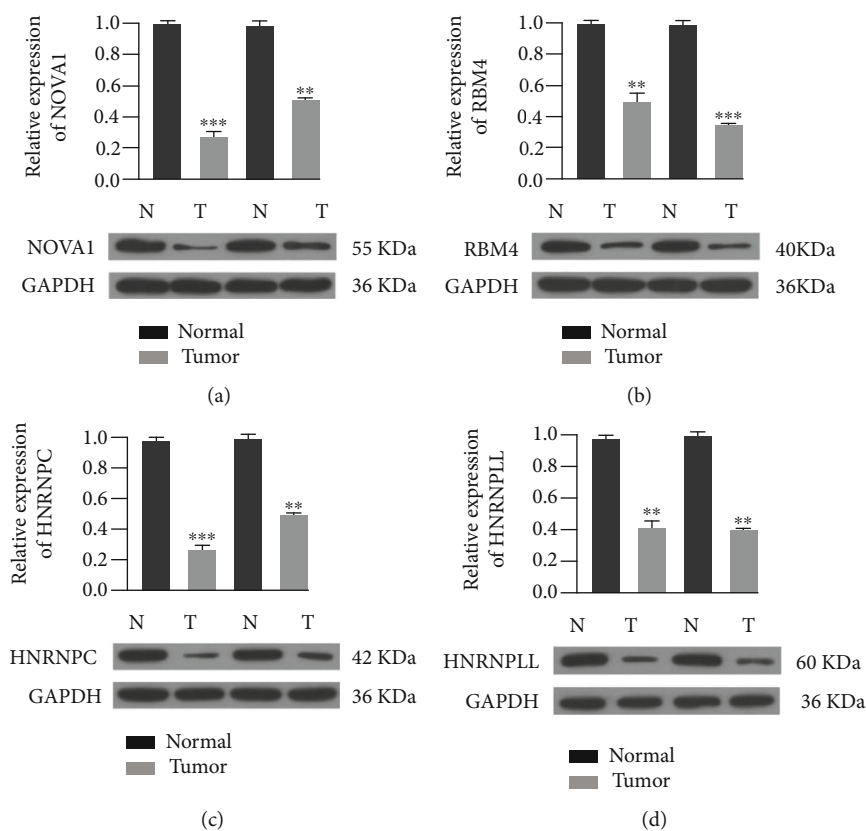 Relative expression
of NOVA1
1.0
0.8
0.6
0.4
0.2
0.0
***
**
N T N T
NOVA1 55 KDa
GAPDH 36 KDa
Normal
Tumor
(a)
Relative expression
of RBM4
1.0
0.8
0.6
0.4
0.2
0.0
**
***
N T N T
RBM4 40KDa
GAPDH 36KDa
Normal
Tumor
(b)
Relative expression
of HNRNPC
1.0
0.8
0.6
0.4
0.2
0.0
***
**
N T N T
HNRNPC 42 KDa
GAPDH 36 KDa
Normal
Tumor
(c)
Relative expression
of HNRNPLL
1.0
0.8
0.6
0.4
0.2
0.0
**
**
N T N T
HNRNPLL 60 KDa
GAPDH 36 KDa
Normal
Tumor
(d)